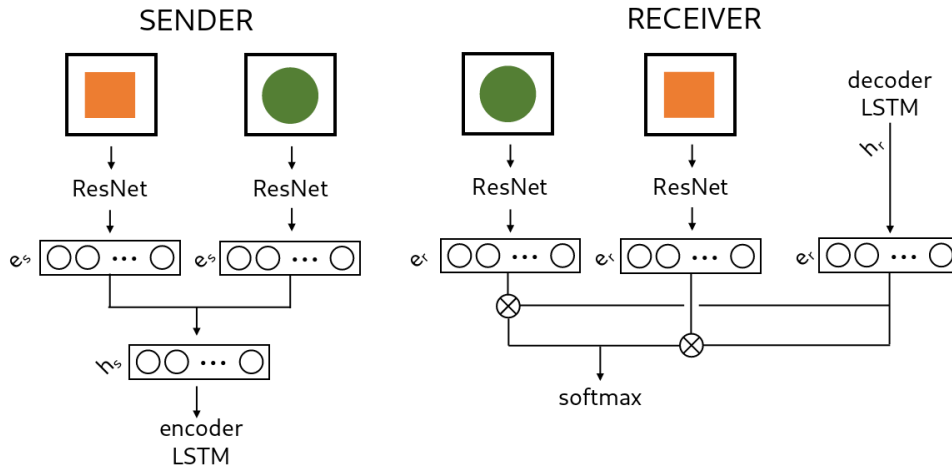 SENDER
RECEIVER
decoder
LSTM
hᵣ
ResNet
ResNet
ResNet
ResNet
eₛ
...
eₛ
...
eᵣ
...
eᵣ
...
eᵣ
...
hₛ
...
softmax
encoder
LSTM